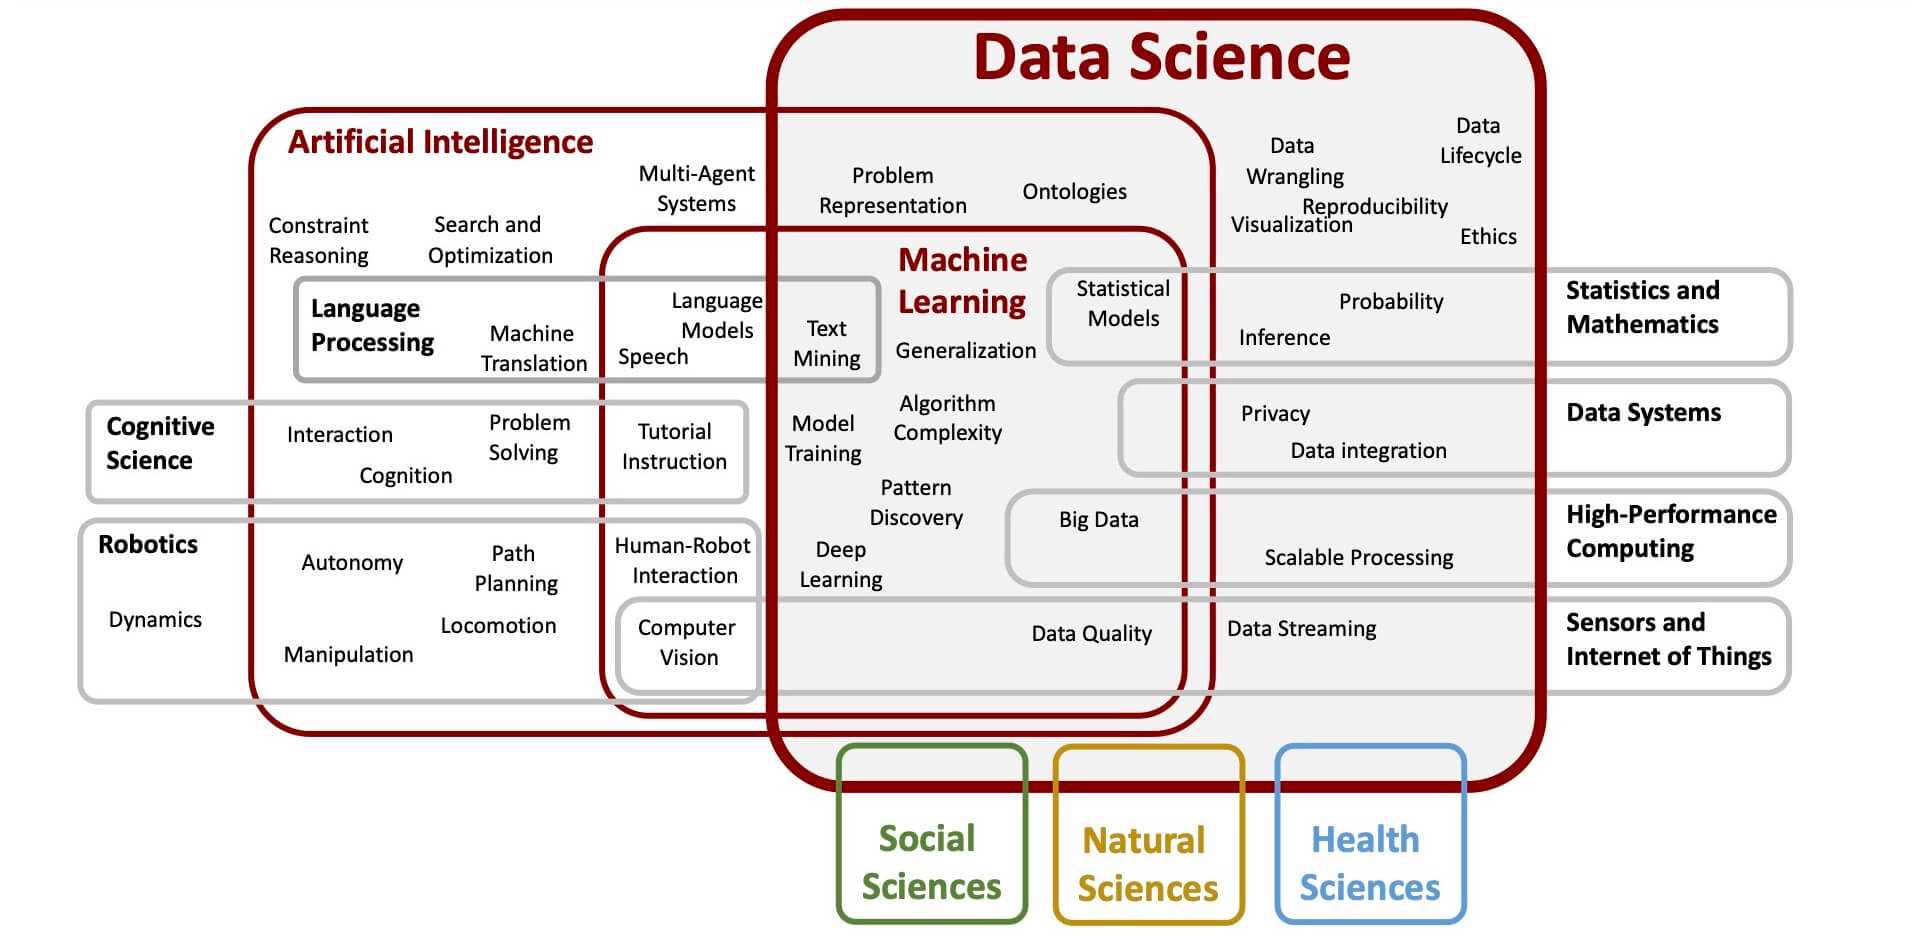 Data Science
Artificial Intelligence
Multi-Agent
Systems
Problem
Representation
Ontologies
Data
Wrangling
Data
Lifecycle
Reproducibility
Visualization
Ethics
Constraint
Reasoning
Search and
Optimization
Machine
Learning
Language
Processing
Machine
Translation
Language
Models
Speech
Text
Mining
Generalization
Statistical
Models
Probability
Inference
Statistics and
Mathematics
Cognitive
Science
Interaction
Cognition
Problem
Solving
Tutorial
Instruction
Model
Training
Algorithm
Complexity
Privacy
Data integration
Data Systems
Pattern
Discovery
Deep
Learning
Big Data
Scalable Processing
High-Performance
Computing
Robotics
Dynamics
Autonomy
Path
Planning
Locomotion
Manipulation
Human-Robot
Interaction
Computer
Vision
Data Quality
Data Streaming
Sensors and
Internet of Things
Social
Sciences
Natural
Sciences
Health
Sciences